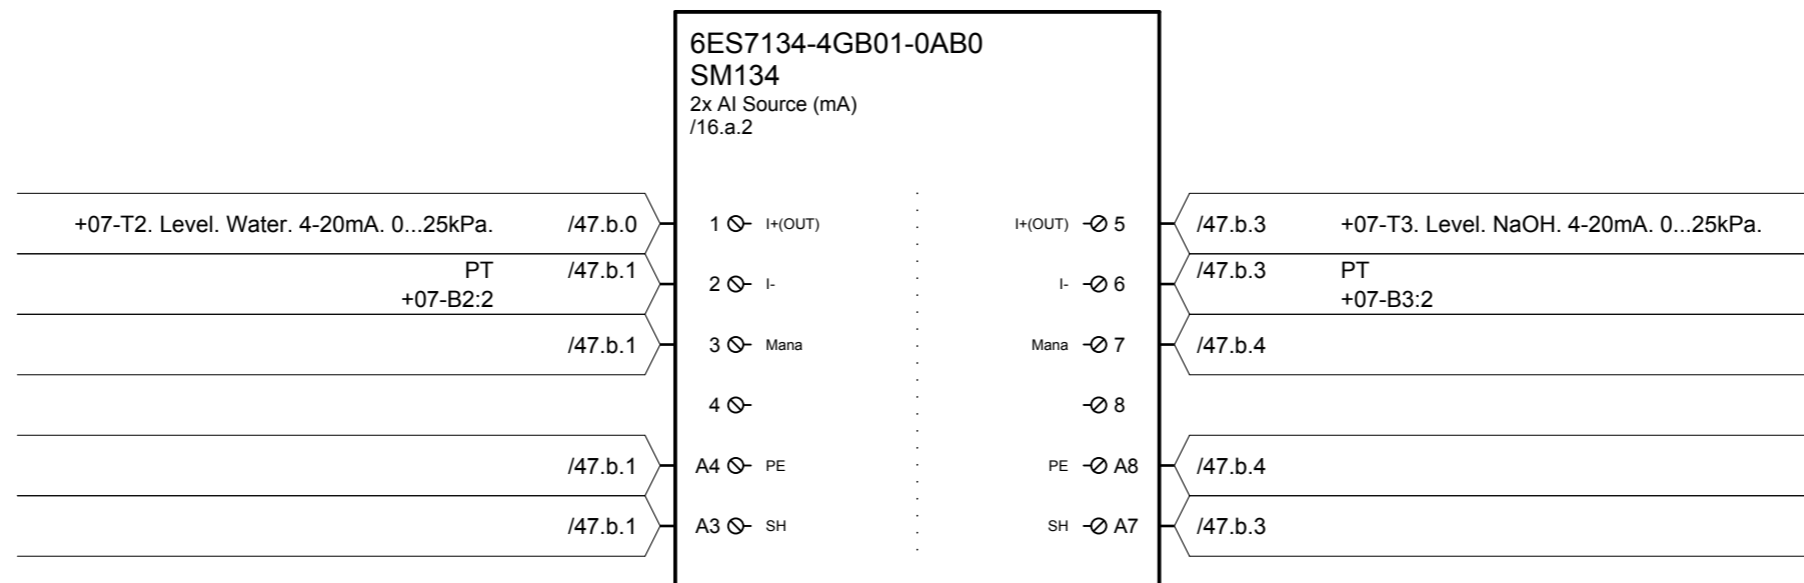 6ES7134-4GB01-0AB0
SM134
2x AI Source (mA)
/16.a.2
+07-T2. Level. Water. 4-20mA. 0...25kPa. /47.b.0 1 I+(OUT) I+(OUT) 5 /47.b.3 +07-T3. Level. NaOH. 4-20mA. 0...25kPa.
PT /47.b.1 2 I- I- 6 /47.b.3 PT
+07-B2:2 +07-B3:2
/47.b.1 3 Mana Mana 7 /47.b.4
4 8
/47.b.1 A4 PE PE A8 /47.b.4
/47.b.1 A3 SH SH A7 /47.b.3